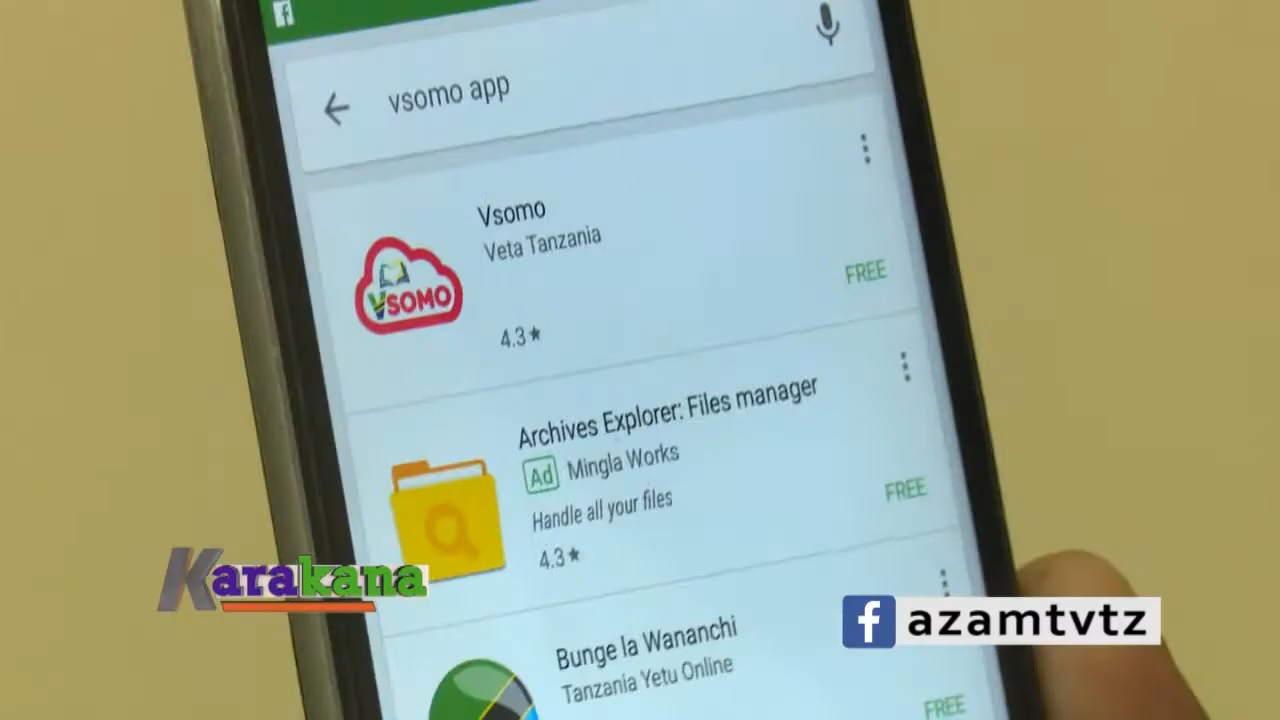 vsomo app
Vsomo
Veta Tanzania
VSOMO
FREE
4.3★
Archives Explorer: Files manager
Ad Mingla Works
Handle all your files
FREE
4.3★
Bunge la Wananchi
Tanzania Yetu Online
FREE
Karakana
f azamtvtz